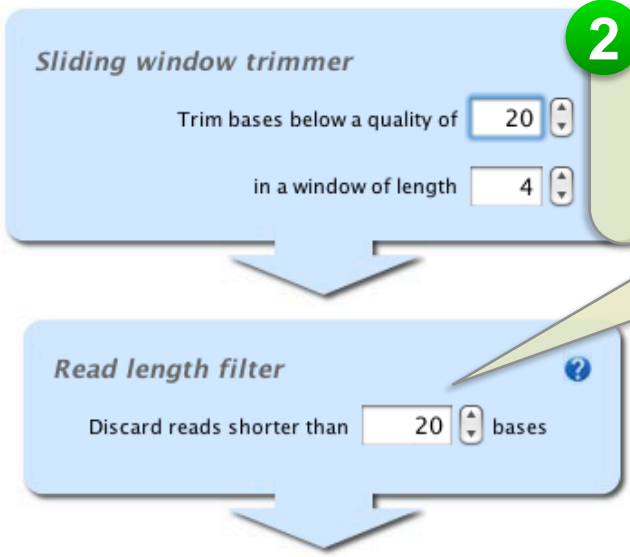 2
Sliding window trimmer
Trim bases below a quality of 20
in a window of length 4
Read length filter ?
Discard reads shorter than 20 bases